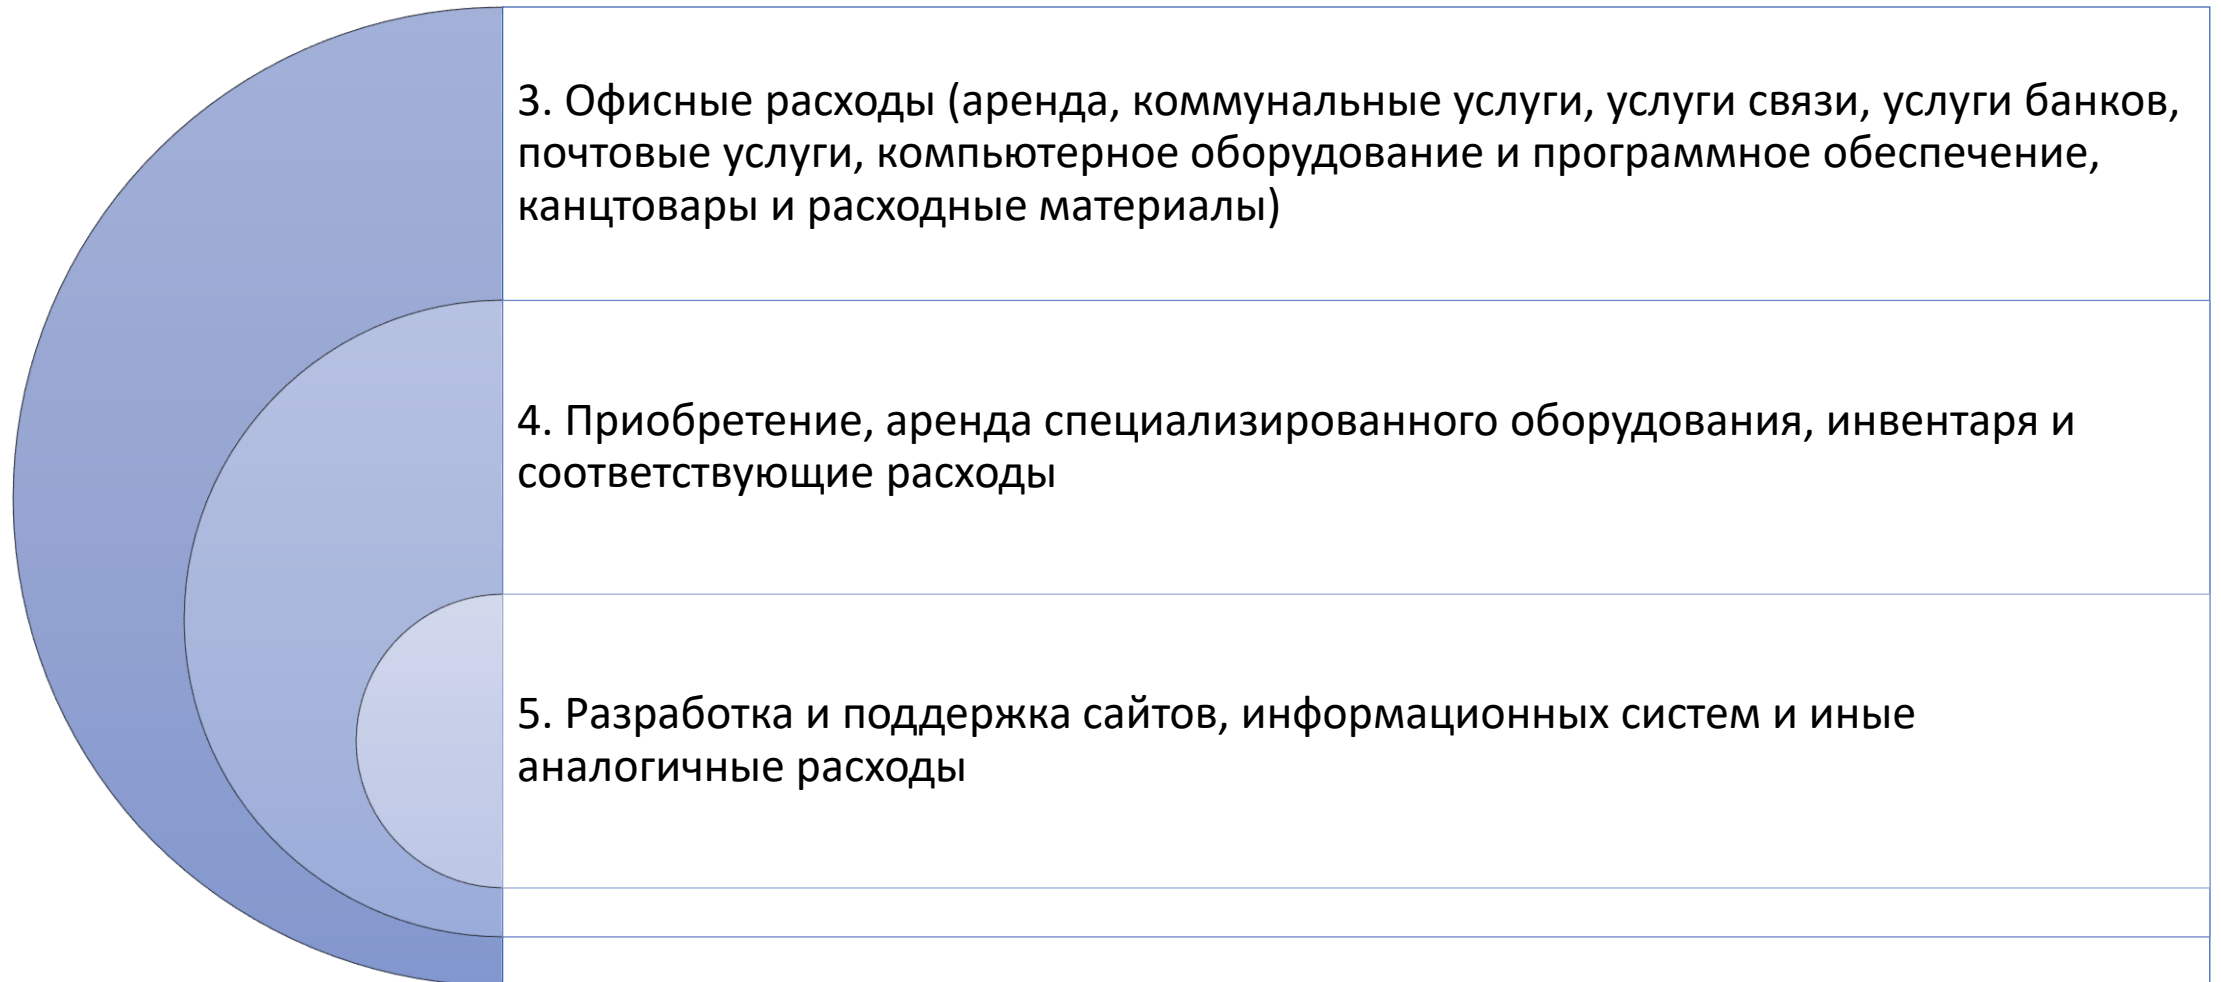 3. Офисные расходы (аренда, коммунальные услуги, услуги связи, услуги банков,
почтовые услуги, компьютерное оборудование и программное обеспечение,
канцтовары и расходные материалы)
4. Приобретение, аренда специализированного оборудования, инвентаря и
соответствующие расходы
5. Разработка и поддержка сайтов, информационных систем и иные
аналогичные расходы